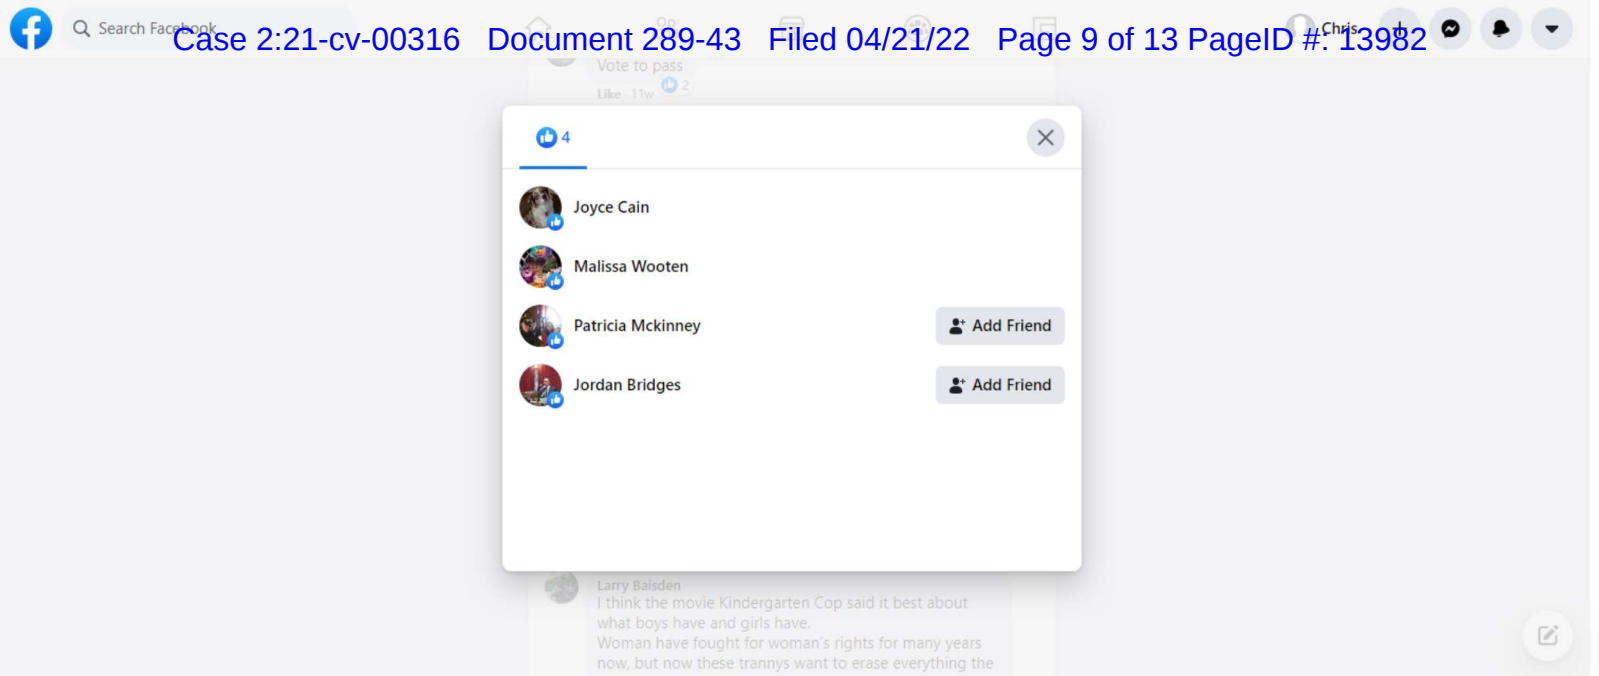 Search Facebook
Case 2:21-cv-00316 Document 289-43 Filed 04/21/22 Page 9 of 13 PageID #: 13982
Chris
Vote to pass
Like · 11w 2
4
Joyce Cain
Malissa Wooten
Patricia Mckinney Add Friend
Jordan Bridges Add Friend
Larry Baisden
I think the movie Kindergarten Cop said it best about
what boys have and girls have.
Woman have fought for woman's rights for many years
now, but now these trannys want to erase everything the